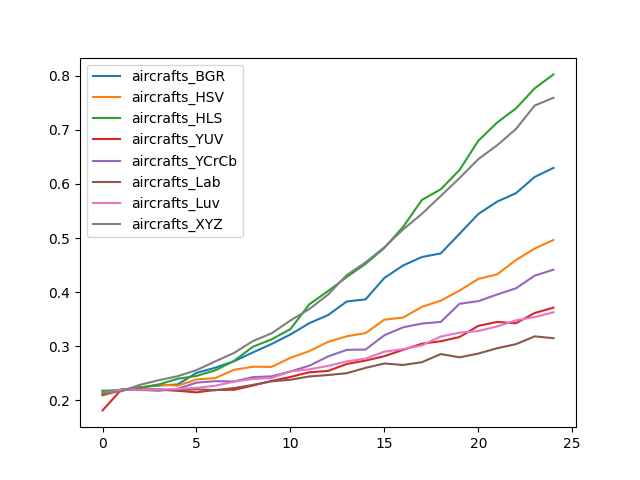 0.8
0.7
0.6
0.5
0.4
0.3
0.2
aircrafts_BGR
aircrafts_HSV
aircrafts_HLS
aircrafts_YUV
aircrafts_YCrCb
aircrafts_Lab
aircrafts_Luv
aircrafts_XYZ
0 5 10 15 20 25